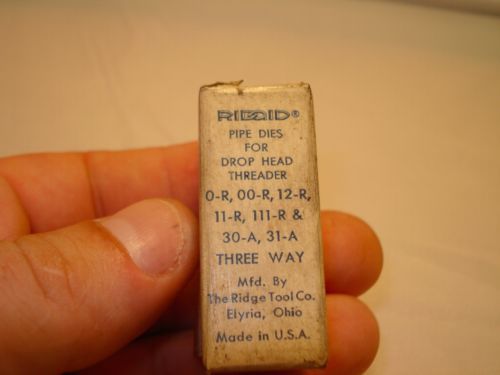 RIDGID®
PIPE DIES
FOR
DROP HEAD
THREADER
0-R, 00-R, 12-R,
11-R, 111-R &
30-A, 31-A
THREE WAY
Mfd. By
The Ridge Tool Co.
Elyria, Ohio
Made in U.S.A.